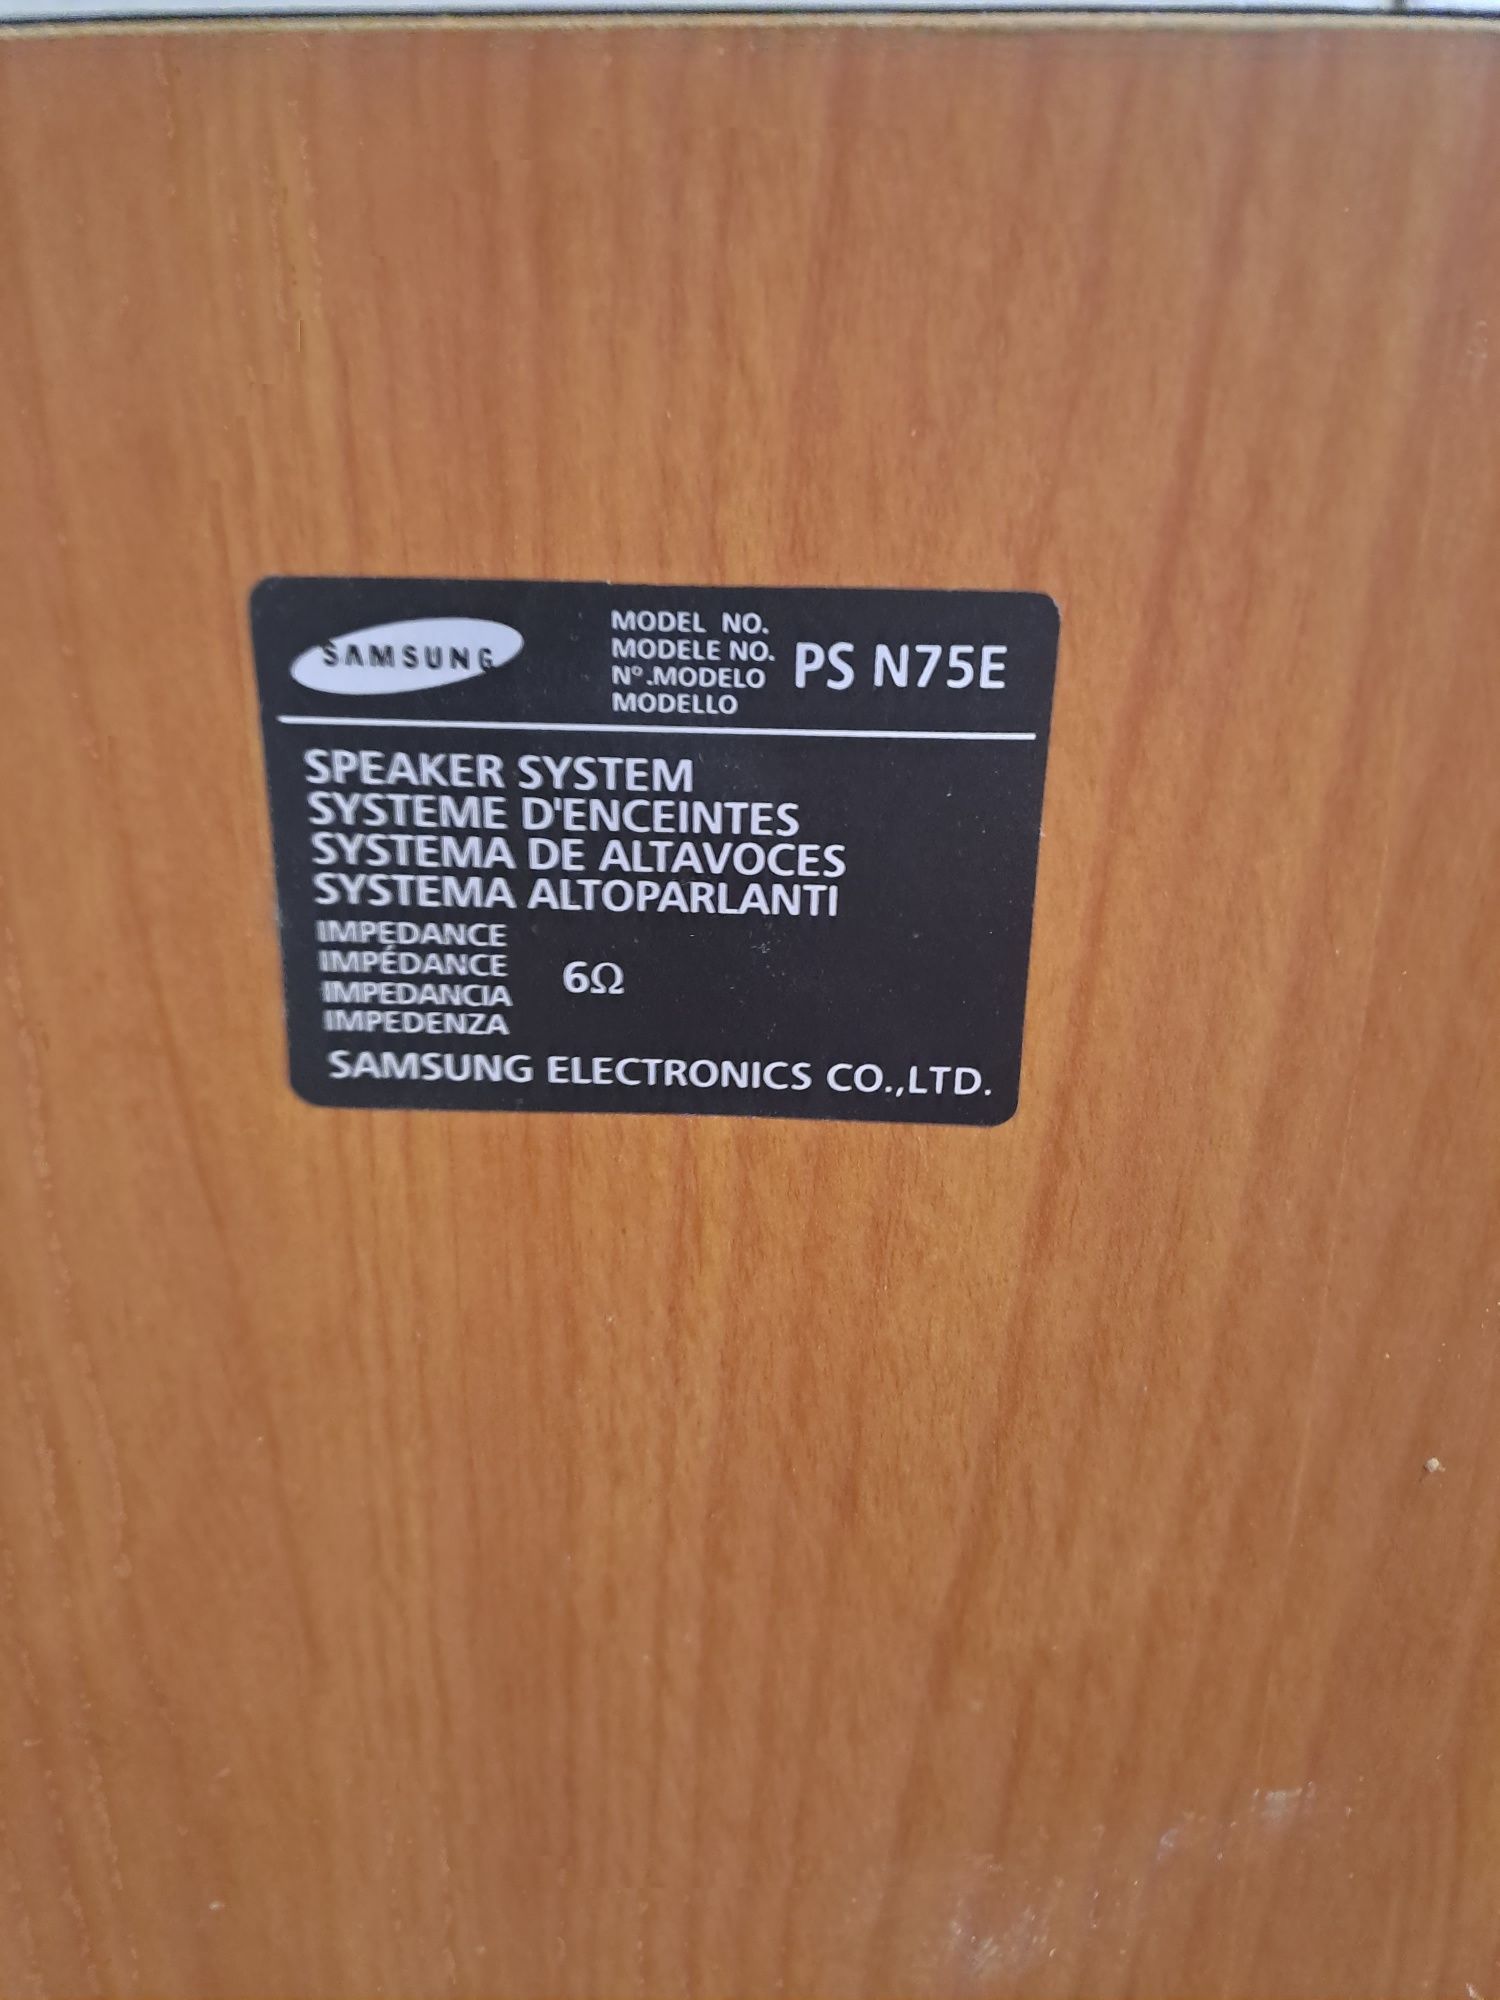 SAMSUNG
MODEL NO.
MODELE NO.
Nº.MODELO
MODELLO
PS N75E
SPEAKER SYSTEM
SYSTEME D'ENCEINTES
SYSTEMA DE ALTAVOCES
SYSTEMA ALTOPARLANTI
IMPEDANCE
IMPÉDANCE
IMPEDANCIA
IMPEDENZA
6Ω
SAMSUNG ELECTRONICS CO.,LTD.